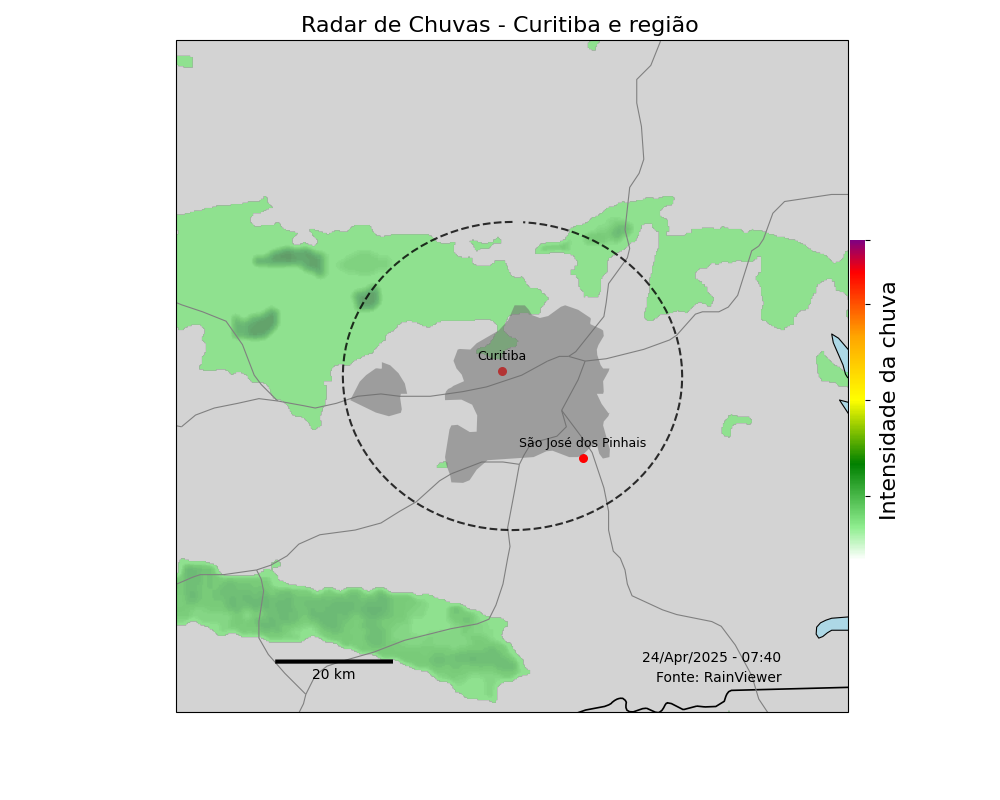 Radar de Chuvas - Curitiba e região
Curitiba
São José dos Pinhais
Intensidade da chuva
24/Apr/2025 - 07:40
Fonte: RainViewer
20 km